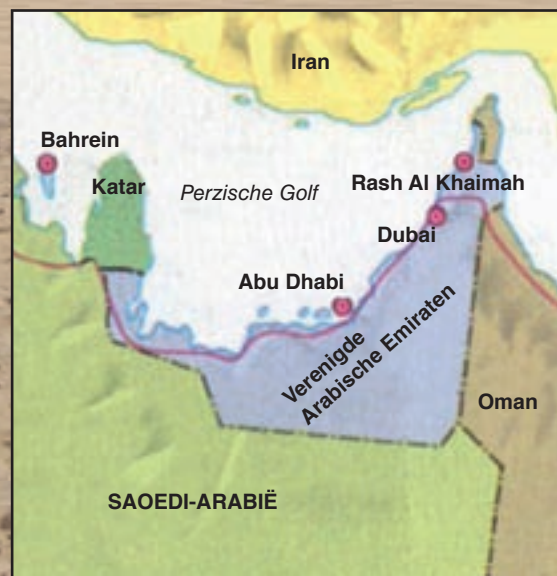 Iran
Bahrein
Katar
Perzische Golf
Rash Al Khaimah
Dubai
Abu Dhabi
Verenigde
Arabische Emiraten
Oman
SAOEDI-ARABIË